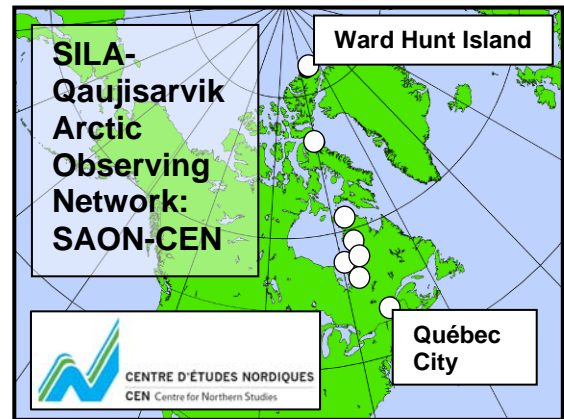 SILA-
Qaujisarvik
Arctic
Observing
Network:
SAON-CEN
Ward Hunt Island
Québec
City
CENTRE D'ÉTUDES NORDIQUES
CEN Centre for Northern Studies